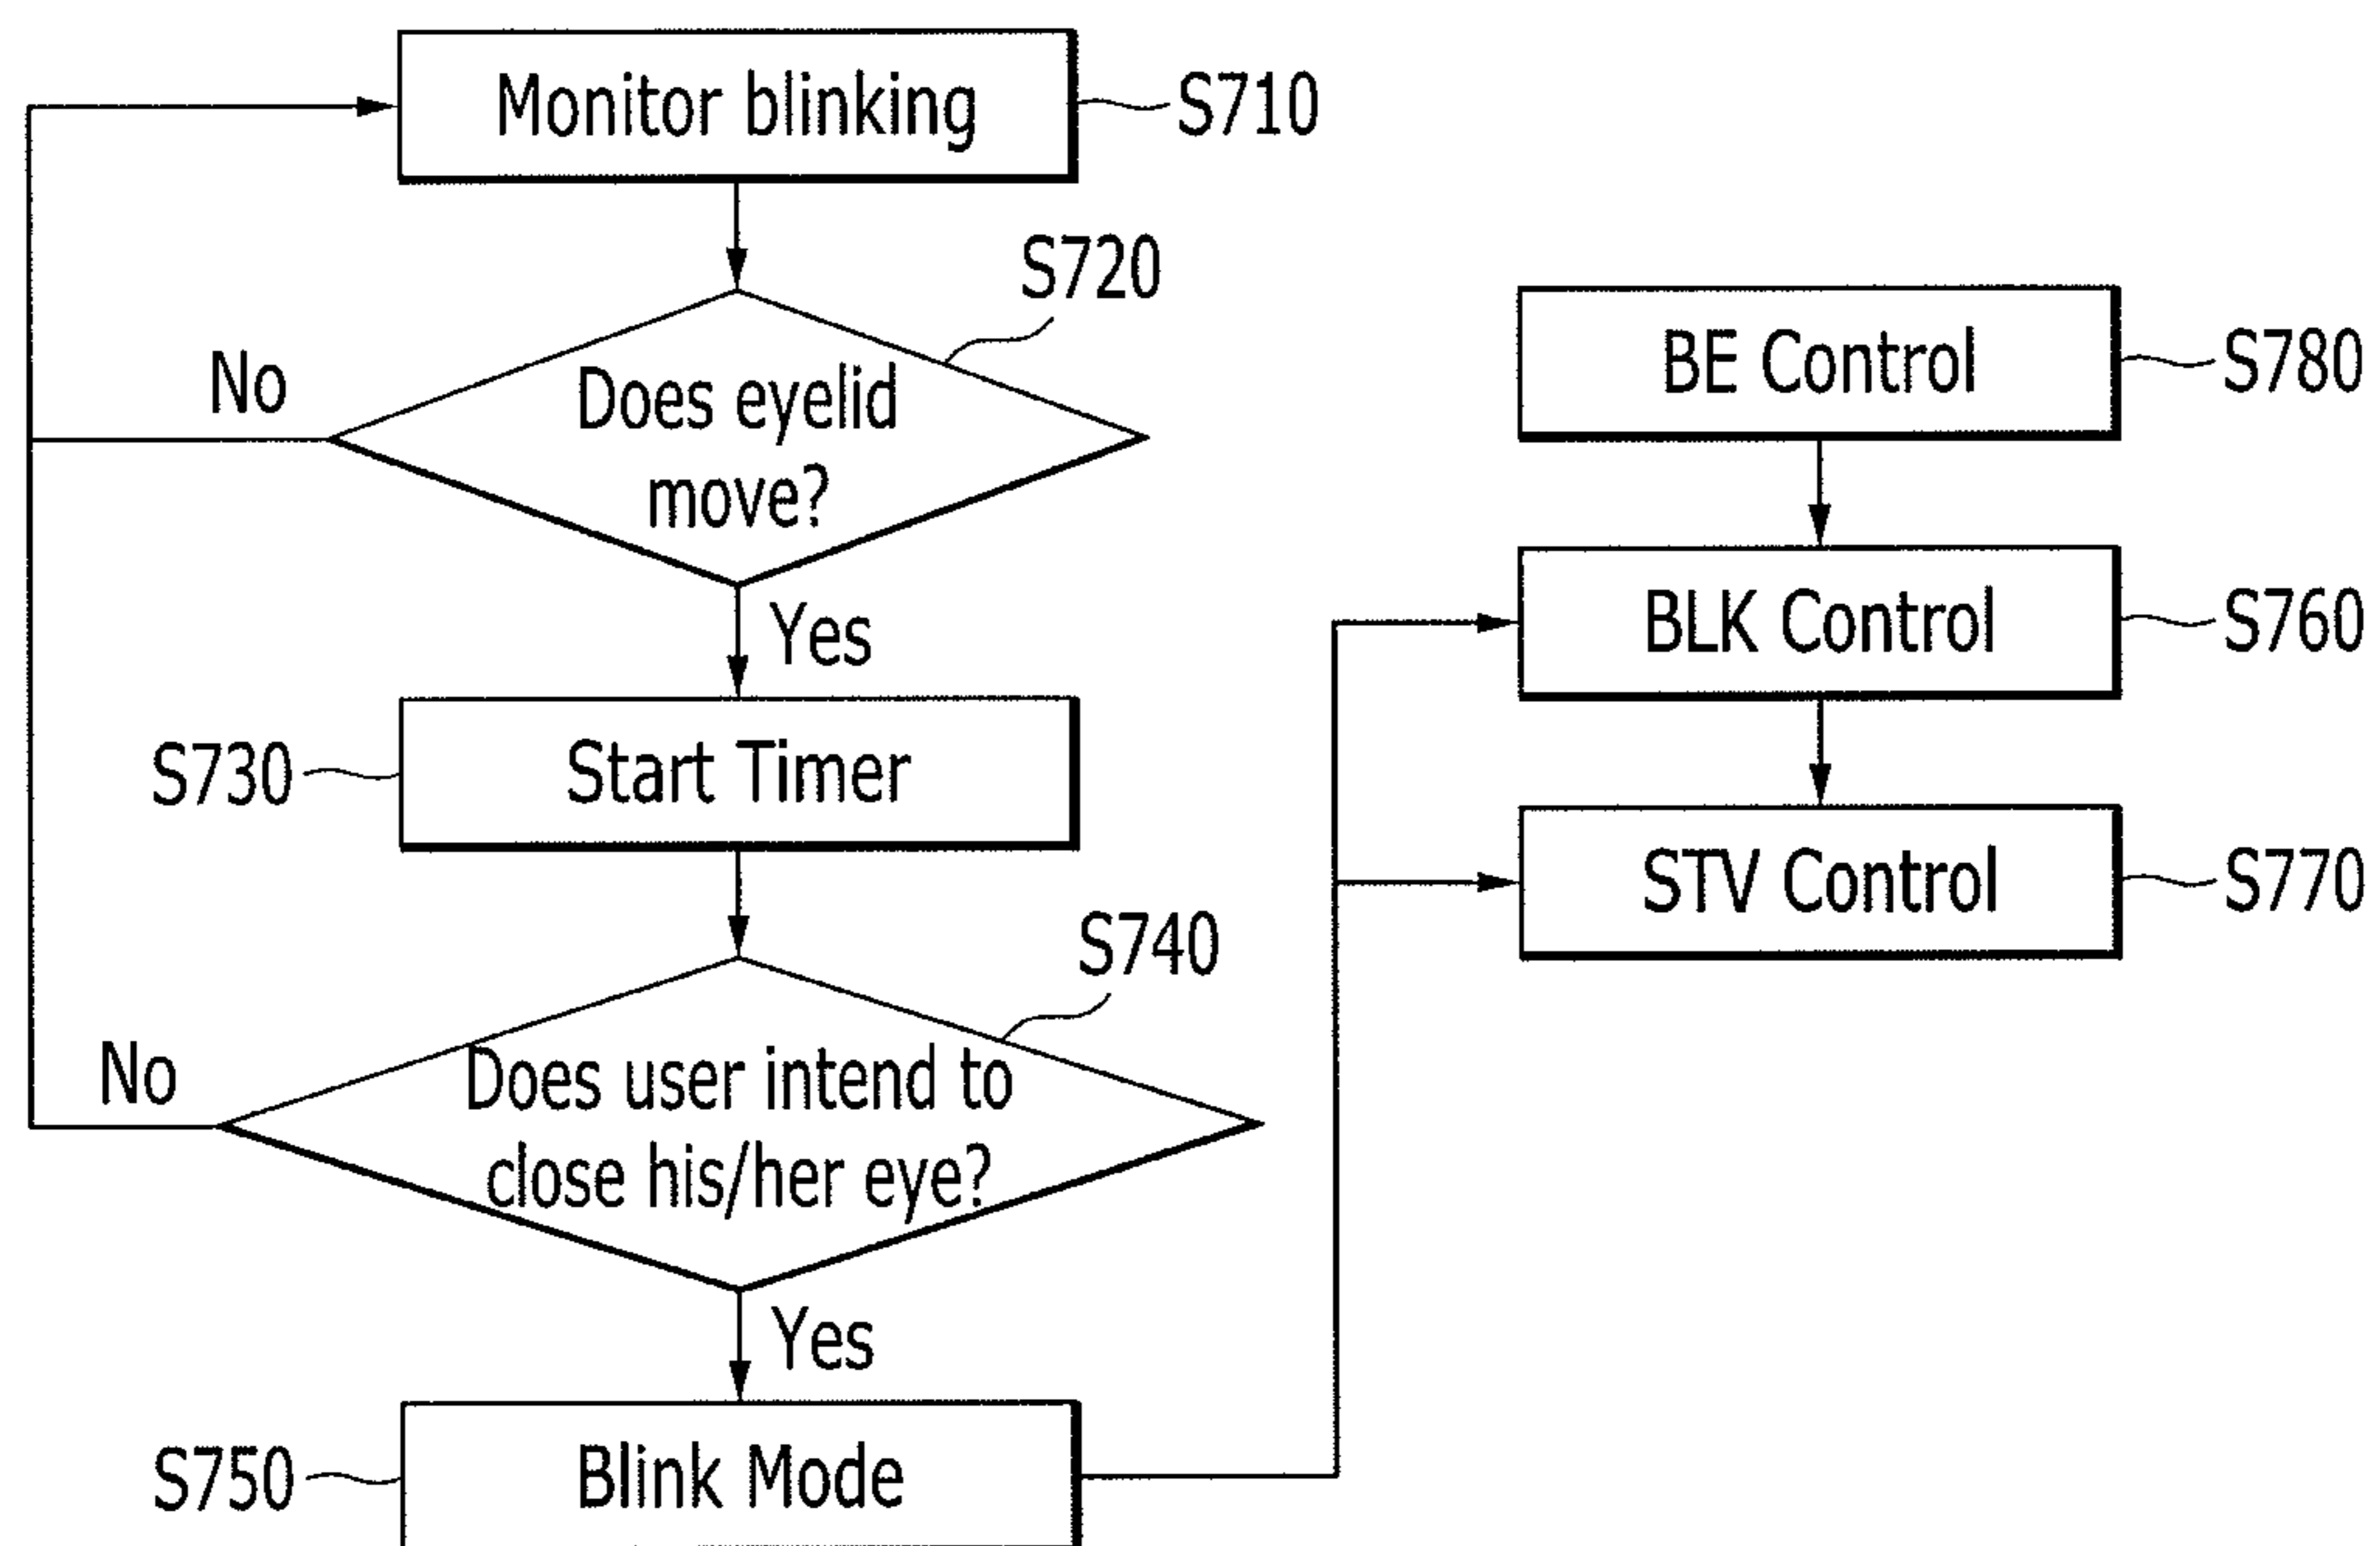 Monitor blinking
S710
S720
No
Does eyelid
move?
Yes
S730
Start Timer
S740
No
Does user intend to
close his/her eye?
Yes
S750
Blink Mode
BE Control
S780
BLK Control
S760
STV Control
S770